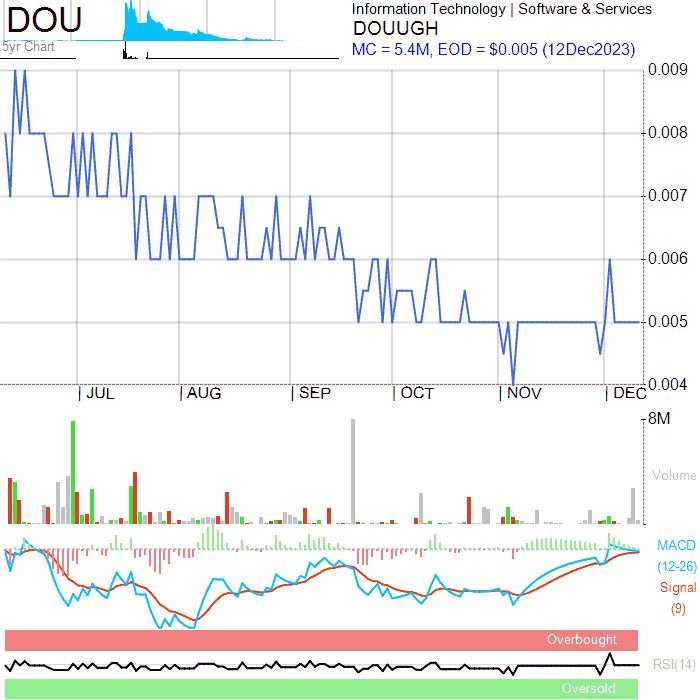 DOU
5yr Chart
Information Technology | Software & Services
DOUUGH
MC = 5.4M, EOD = $0.005 (12Dec2023)
0.009
0.008
0.007
0.006
0.005
0.004
JUL
AUG
SEP
OCT
NOV
DEC
8M
Volume
MACD
(12-26)
Signal
(9)
Overbought
RSI(14)
Oversold